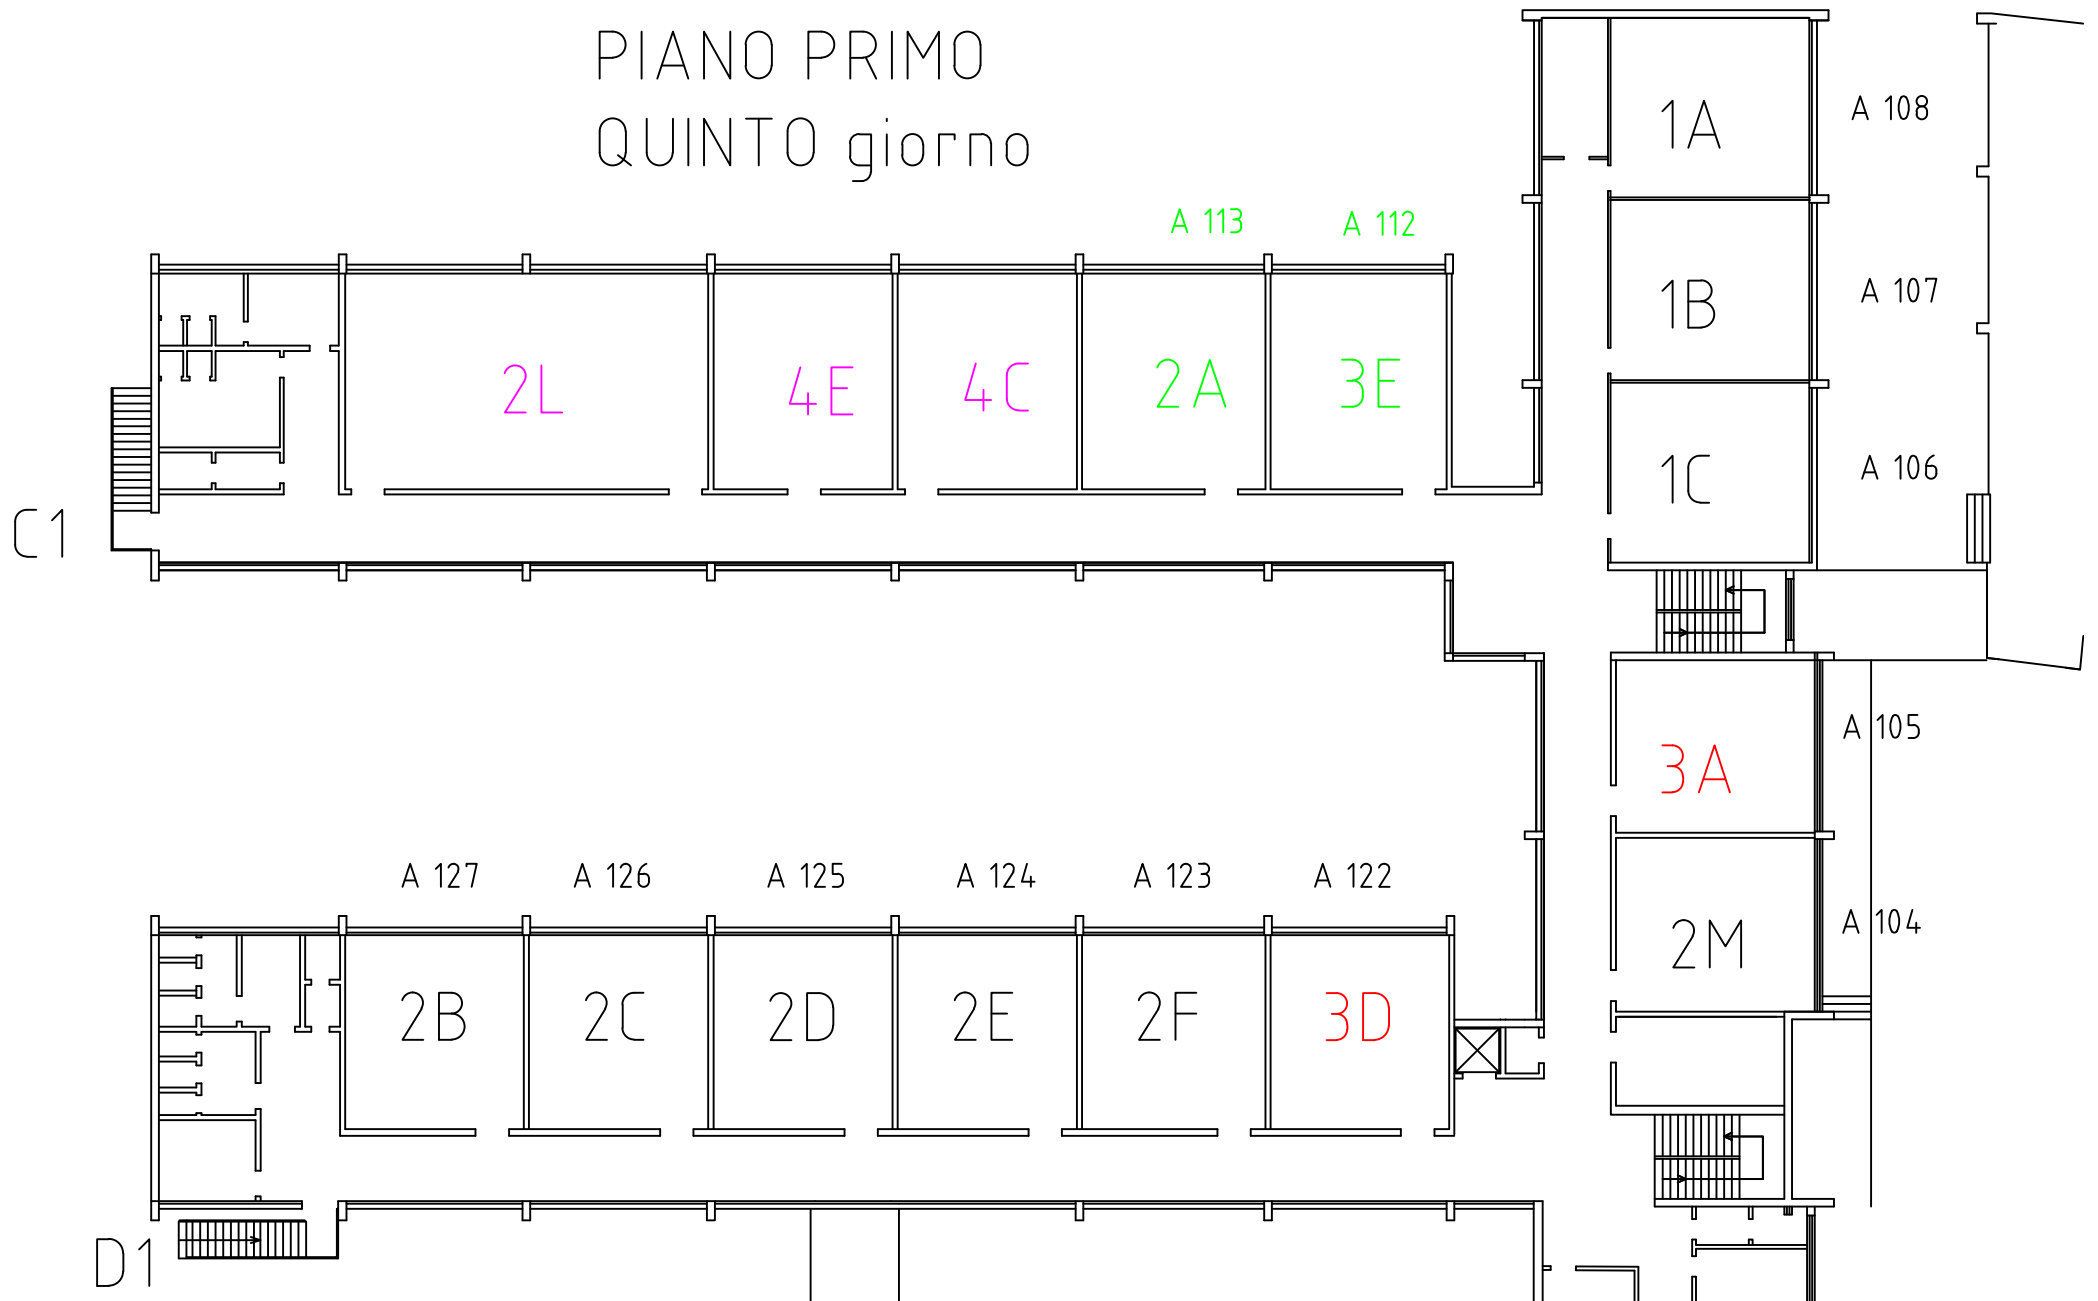 PIANO PRIMO
QUINTO giorno
1A
A 108
A 113
A 112
1B
A 107
2L
4E
4C
2A
3E
1C
A 106
C1
3A
A 105
A 127
A 126
A 125
A 124
A 123
A 122
2M
A 104
2B
2C
2D
2E
2F
3D
D1